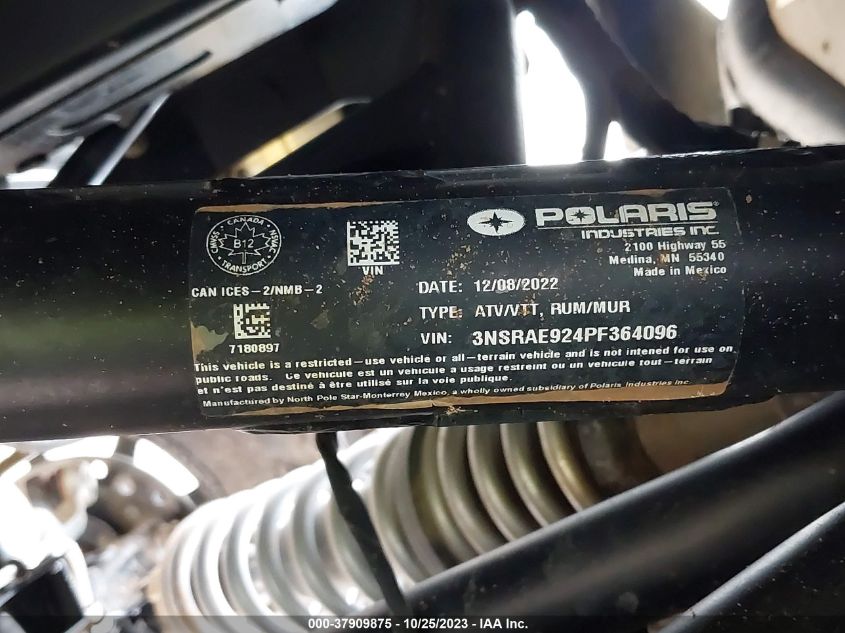 POLARIS®
INDUSTRIES INC.
2100 Highway 55
Medina, MN 55340
Made in Mexico
CANADA
B12
TRANSPORT
VIN
CAN ICES-2/NMB-2
DATE: 12/08/2022
TYPE: ATV/VTT, RUM/MUR
VIN: 3NSRAE924PF364096
7180897
This vehicle is a restricted-use vehicle or all-terrain vehicle and is not intended for use on
public roads. Ce vehicule est un véhicule a usage restreint ou véhicule tout-terrain
et n'est pas destiné à être utilisé sur la voie publique.
Manufactured by North Pole Star-Monterrey Mexico, a wholly owned subsidiary of Polaris Industries Inc.
000-37909875 - 10/25/2023 - IAA Inc.